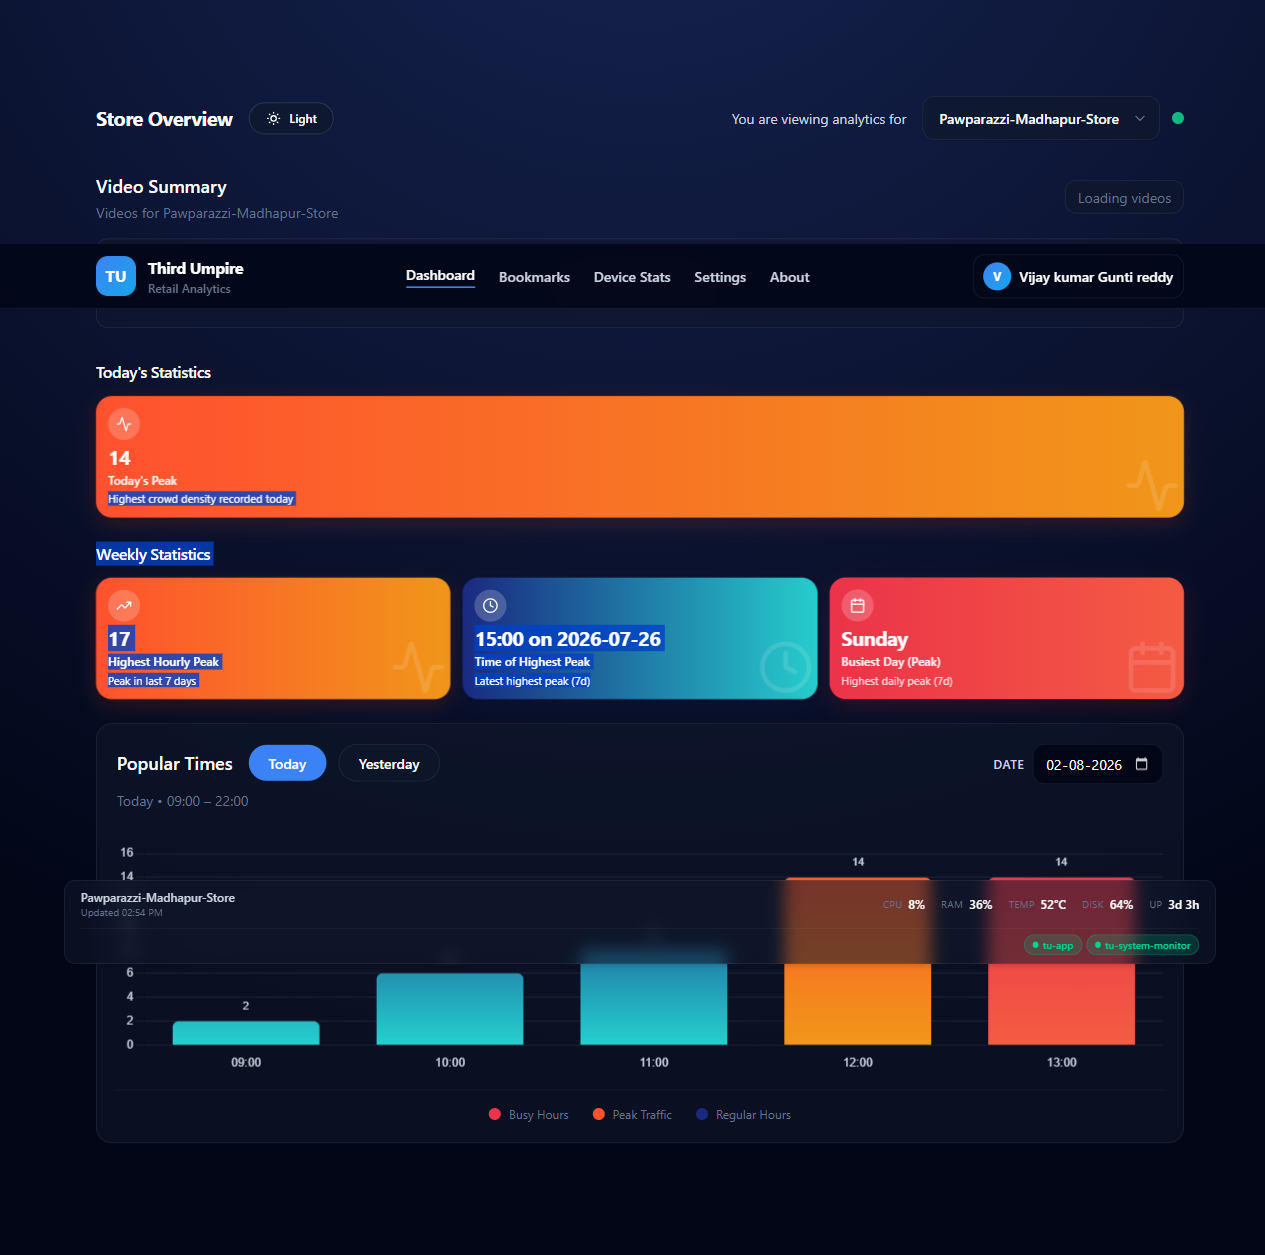 Store Overview
Light
You are viewing analytics for
Pawparazzi-Madhapur-Store
Video Summary
Videos for Pawparazzi-Madhapur-Store
Loading videos
TU
Third Umpire
Retail Analytics
Dashboard
Bookmarks
Device Stats
Settings
About
V
Vijay kumar Gunti reddy
Today's Statistics
14
Today's Peak
Highest crowd density recorded today
Weekly Statistics
17
Highest Hourly Peak
Peak in last 7 days
15:00 on 2026-07-26
Time of Highest Peak
Latest highest peak (7d)
Sunday
Busiest Day (Peak)
Highest daily peak (7d)
Popular Times
Today
Yesterday
DATE
02-08-2026
Today • 09:00 – 22:00
16
14
14
14
Pawparazzi-Madhapur-Store
Updated 02:54 PM
CPU 8%
RAM 36%
TEMP 52°C
DISK 64%
UP 3d 3h
tu-app
tu-system-monitor
6
4
2
0
2
09:00
10:00
11:00
12:00
13:00
Busy Hours
Peak Traffic
Regular Hours